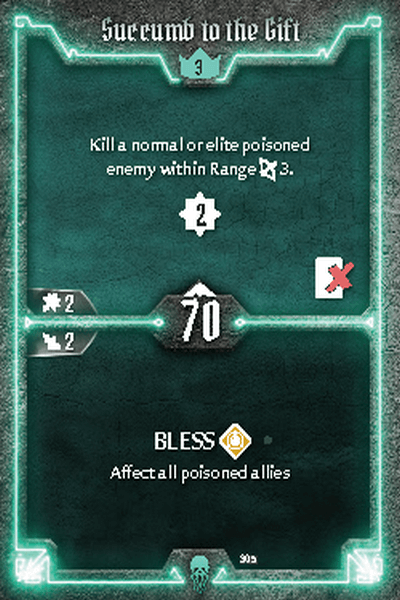 Succumb to the Gift
3
Kill a normal or elite poisoned
enemy within Range 3.
2
2
70
2
BLESS
Affect all poisoned allies